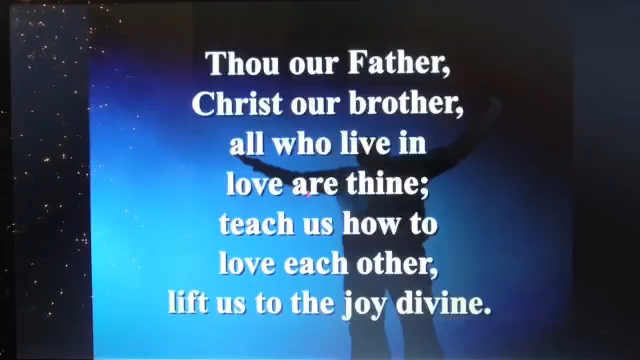 Thou our Father,
Christ our brother,
all who live in
love are thine;
teach us how to
love each other,
lift us to the joy divine.